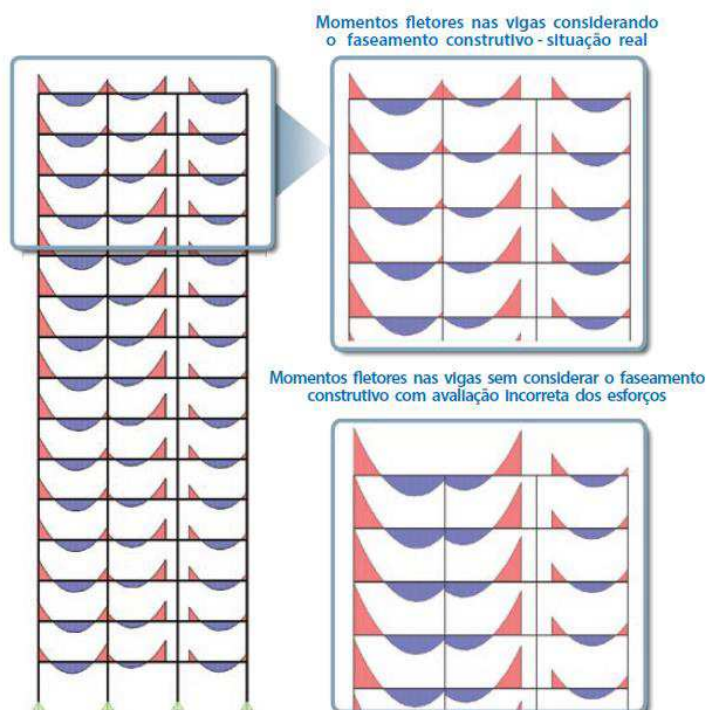 Momentos fletores nas vigas considerando
o faseamento construtivo - situação real
Momentos fletores nas vigas sem considerar o faseamento
construtivo com avaliação incorreta dos esforços